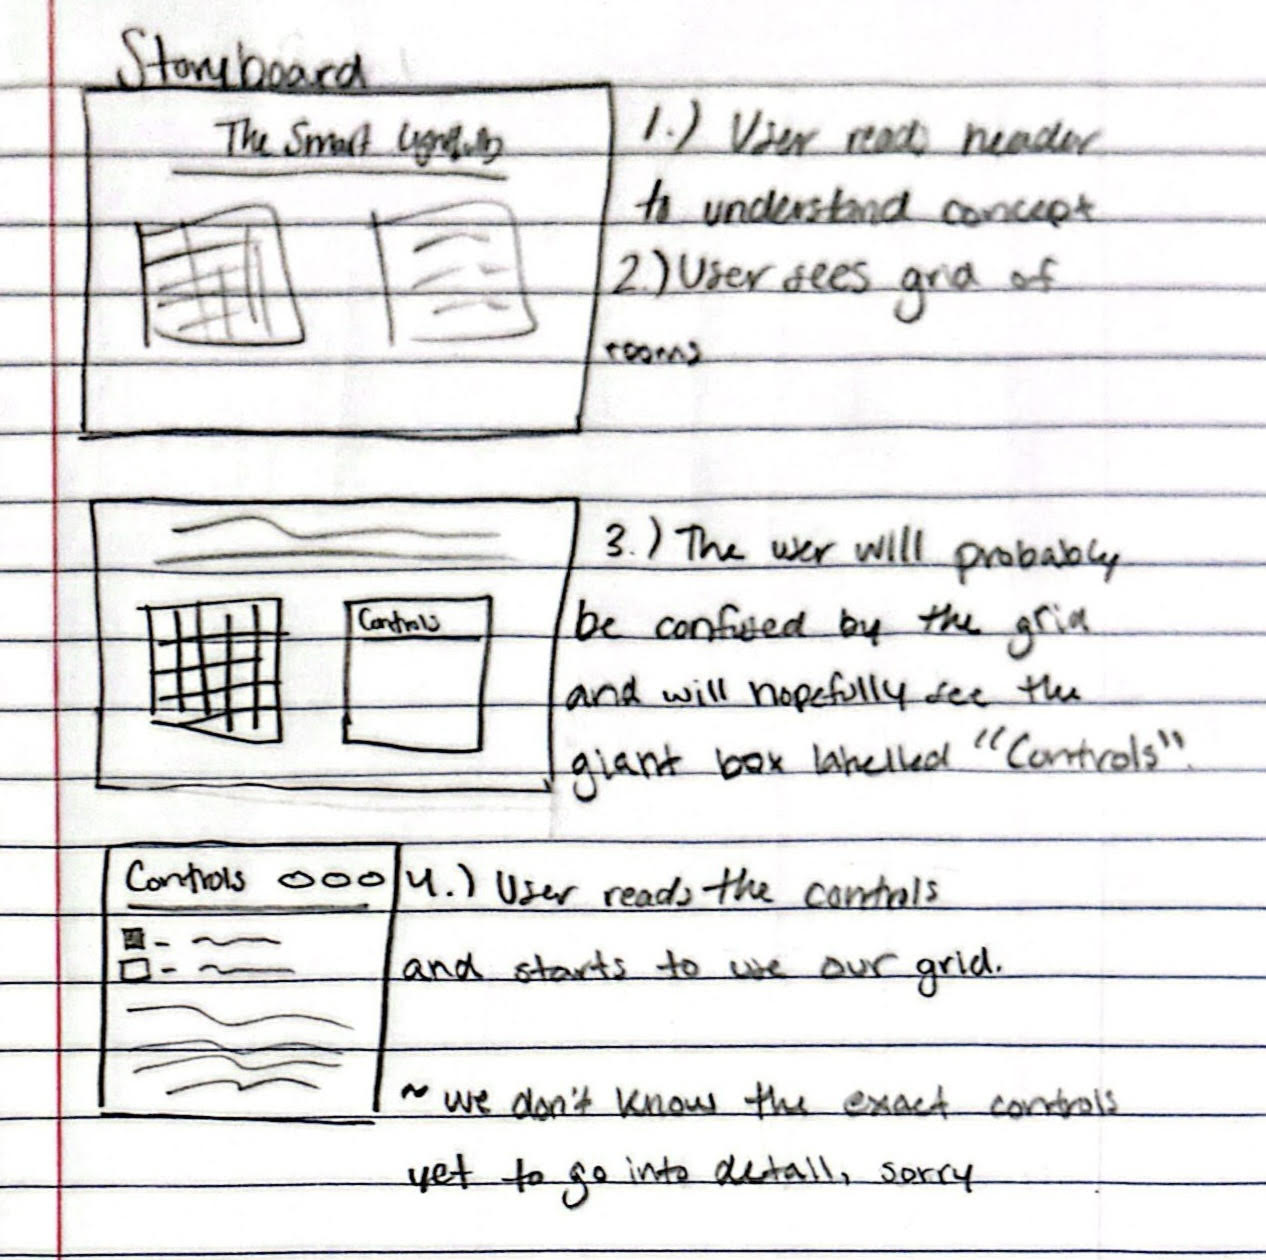 Storyboard
The Smart Lightbulb
1.) User reads header
to understand concept
2.) User sees grid of
rooms
3.) The user will probably
be confused by the grid
and will hopefully see the
giant box labelled "Controls".
Controls
Controls
4.) User reads the controls
and starts to use our grid.
~ we don't know the exact controls
yet to go into detail, sorry